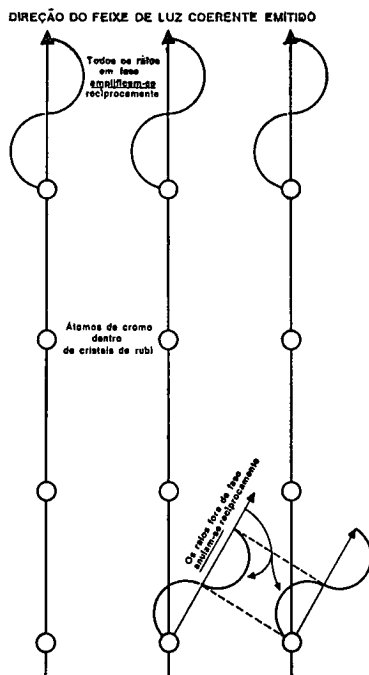 DIREÇÃO DO FEIXE DE LUZ COERENTE EMITIDO
Todos os raios
em fase
amplificam-se
reciprocamente
Átomos de cromo
dentro
de cristais de rubi
Os raios fora de fase
anulam-se reciprocamente